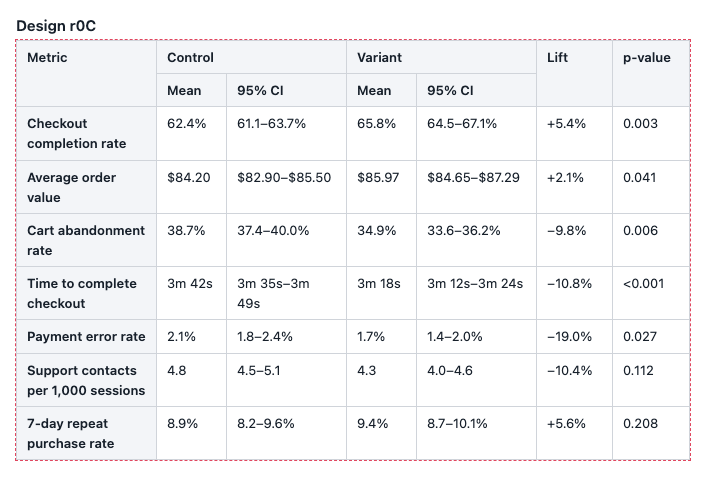 Design r0C
Metric Control Variant Lift p-value
Mean 95% CI Mean 95% CI
Checkout completion rate 62.4% 61.1–63.7% 65.8% 64.5–67.1% +5.4% 0.003
Average order value $84.20 $82.90–$85.50 $85.97 $84.65–$87.29 +2.1% 0.041
Cart abandonment rate 38.7% 37.4–40.0% 34.9% 33.6–36.2% −9.8% 0.006
Time to complete checkout 3m 42s 3m 35s–3m 49s 3m 18s 3m 12s–3m 24s −10.8% <0.001
Payment error rate 2.1% 1.8–2.4% 1.7% 1.4–2.0% −19.0% 0.027
Support contacts per 1,000 sessions 4.8 4.5–5.1 4.3 4.0–4.6 −10.4% 0.112
7-day repeat purchase rate 8.9% 8.2–9.6% 9.4% 8.7–10.1% +5.6% 0.208